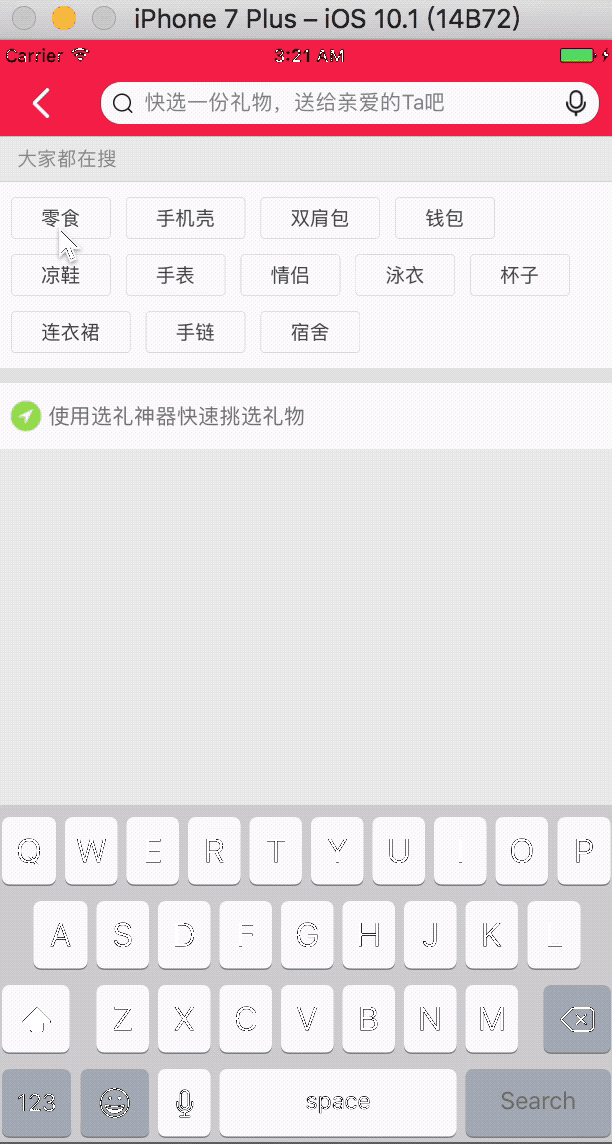 iPhone 7 Plus – iOS 10.1 (14B72)
Carrier 3:21 AM
快选一份礼物，送给亲爱的Ta吧
大家都在搜
零食 手机壳 双肩包 钱包
凉鞋 手表 情侣 泳衣 杯子
连衣裙 手链 宿舍
使用选礼神器快速挑选礼物
Q W E R T Y U I O P
A S D F G H J K L
Z X C V B N M
123 space Search